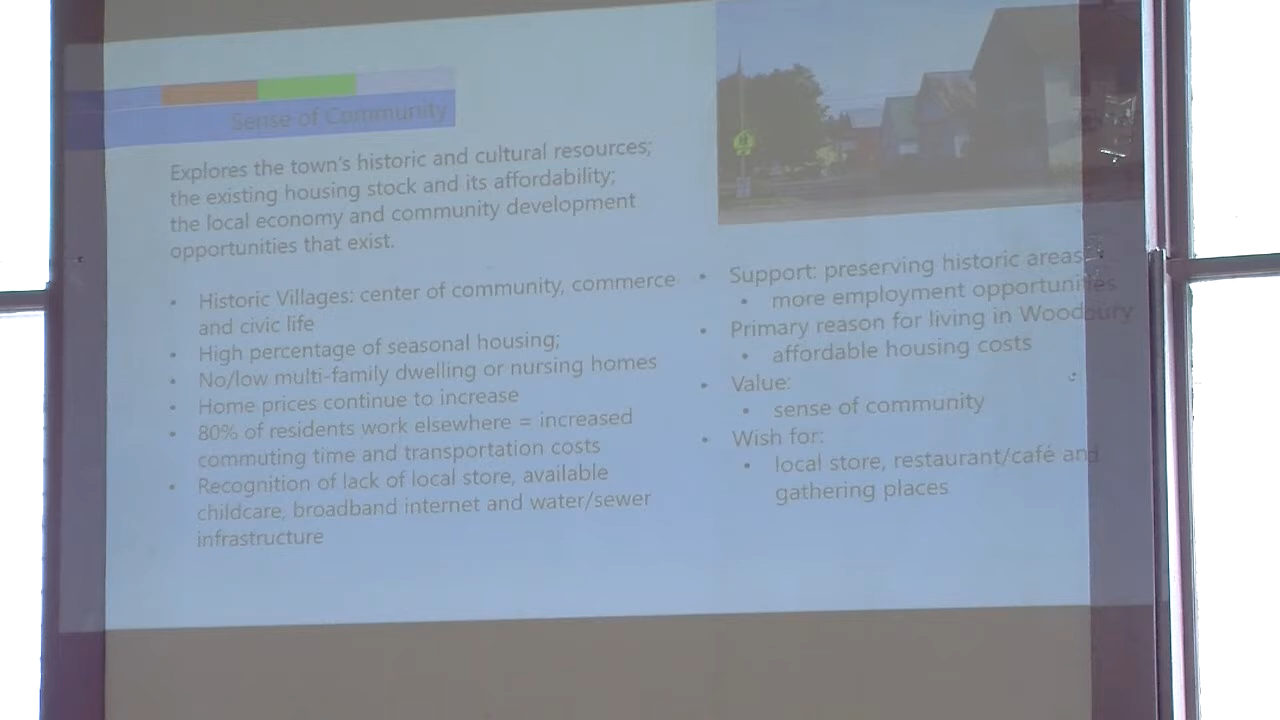 Sense of Community
Explores the town's historic and cultural resources;
the existing housing stock and its affordability;
the local economy and community development
opportunities that exist.
• Historic Villages: center of community, commerce
and civic life
• High percentage of seasonal housing;
• No/low multi-family dwelling or nursing homes
• Home prices continue to increase
• 80% of residents work elsewhere = increased
commuting time and transportation costs
• Recognition of lack of local store, available
childcare, broadband internet and water/sewer
infrastructure
• Support: preserving historic areas
• more employment opportunities
• Primary reason for living in Woodbury
• affordable housing costs
• Value:
• sense of community
• Wish for:
• local store, restaurant/café and
gathering places